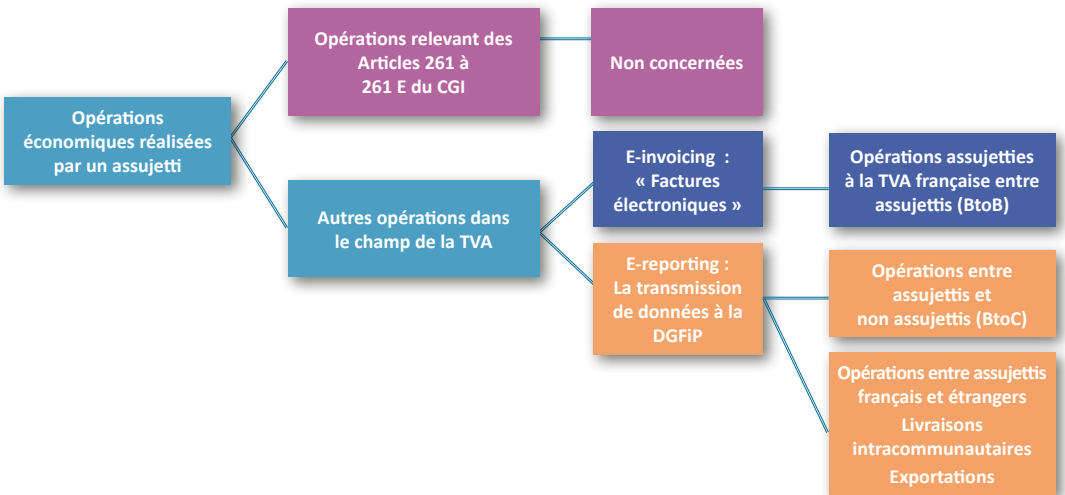 Opérations
économiques réalisées
par un assujetti
Opérations relevant des
Articles 261 à
261 E du CGI
Non concernées
Autres opérations dans
le champ de la TVA
E-invoicing :
« Factures
électroniques »
Opérations assujetties
à la TVA française entre
assujettis (BtoB)
E-reporting :
La transmission
de données à la
DGFiP
Opérations entre
assujettis et
non assujettis (BtoC)
Opérations entre assujettis
français et étrangers
Livraisons
intracommunautaires
Exportations